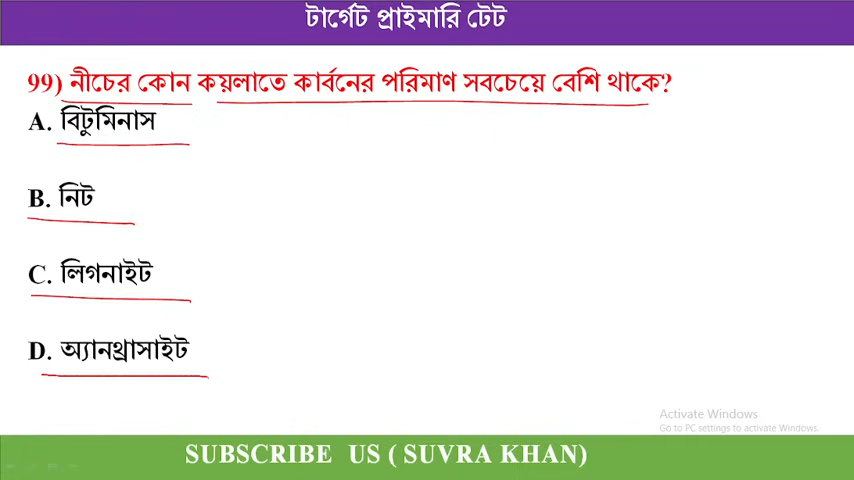 টার্গেট প্রাইমারি টেট
99) নীচের কোন কয়লাতে কার্বনের পরিমাণ সবচেয়ে বেশি থাকে?
A. বিটুমিনাস
B. নিট
C. লিগনাইট
D. অ্যানথ্রাসাইট
Activate Windows
Go to PC settings to activate Windows.
SUBSCRIBE US ( SUVRA KHAN)